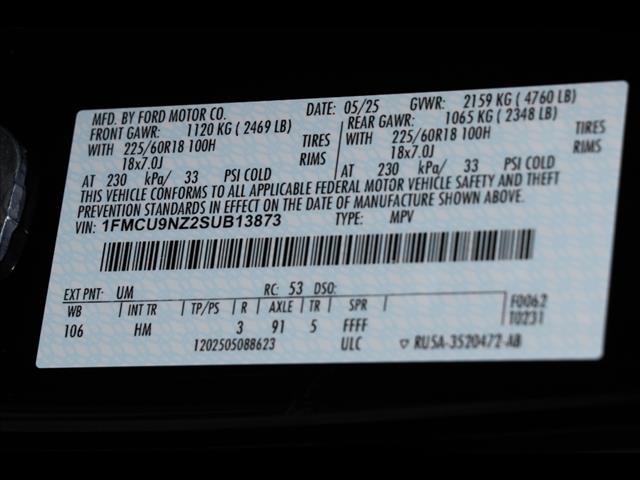 MFD. BY FORD MOTOR CO. DATE: 05/25 GVWR: 2159 KG ( 4760 LB)
FRONT GAWR: 1120 KG ( 2469 LB) REAR GAWR: 1065 KG ( 2348 LB)
WITH 225/60R18 100H TIRES WITH 225/60R18 100H TIRES
18x7.0J RIMS 18x7.0J RIMS
AT 230 kPa/ 33 PSI COLD AT 230 kPa/ 33 PSI COLD
THIS VEHICLE CONFORMS TO ALL APPLICABLE FEDERAL MOTOR VEHICLE SAFETY AND THEFT
PREVENTION STANDARDS IN EFFECT ON THE DATE OF MANUFACTURE SHOWN ABOVE.
VIN: 1FMCU9NZ2SUB13873 TYPE: MPV
EXT PNT: UM RC: 53 DSO: F0062
WB INT TR TP/PS R AXLE TR SPR T0231
106 HM 3 91 5 FFFF
1202505088623 ULC ▽ RU5A-3520472-AB